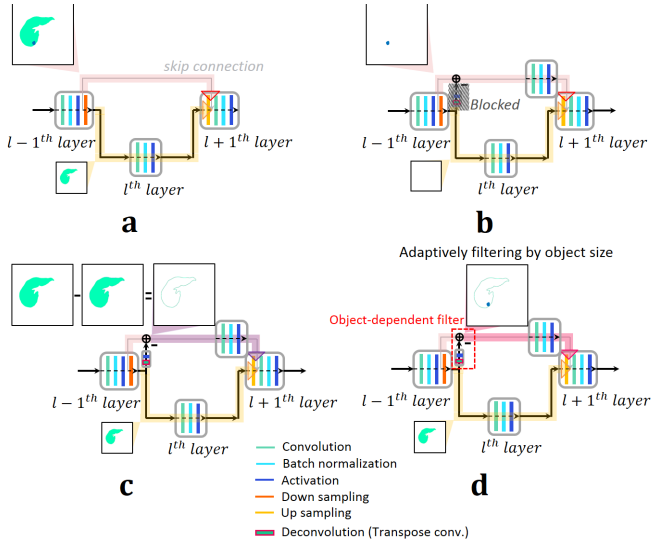 skip connection
l − 1ᵗʰ layer
l + 1ᵗʰ layer
lᵗʰ layer
a
Blocked
l − 1ᵗʰ layer
l + 1ᵗʰ layer
lᵗʰ layer
b
- =
l − 1ᵗʰ layer
l + 1ᵗʰ layer
lᵗʰ layer
c
Adaptively filtering by object size
Object-dependent filter
l − 1ᵗʰ layer
l + 1ᵗʰ layer
lᵗʰ layer
d
Convolution
Batch normalization
Activation
Down sampling
Up sampling
Deconvolution (Transpose conv.)